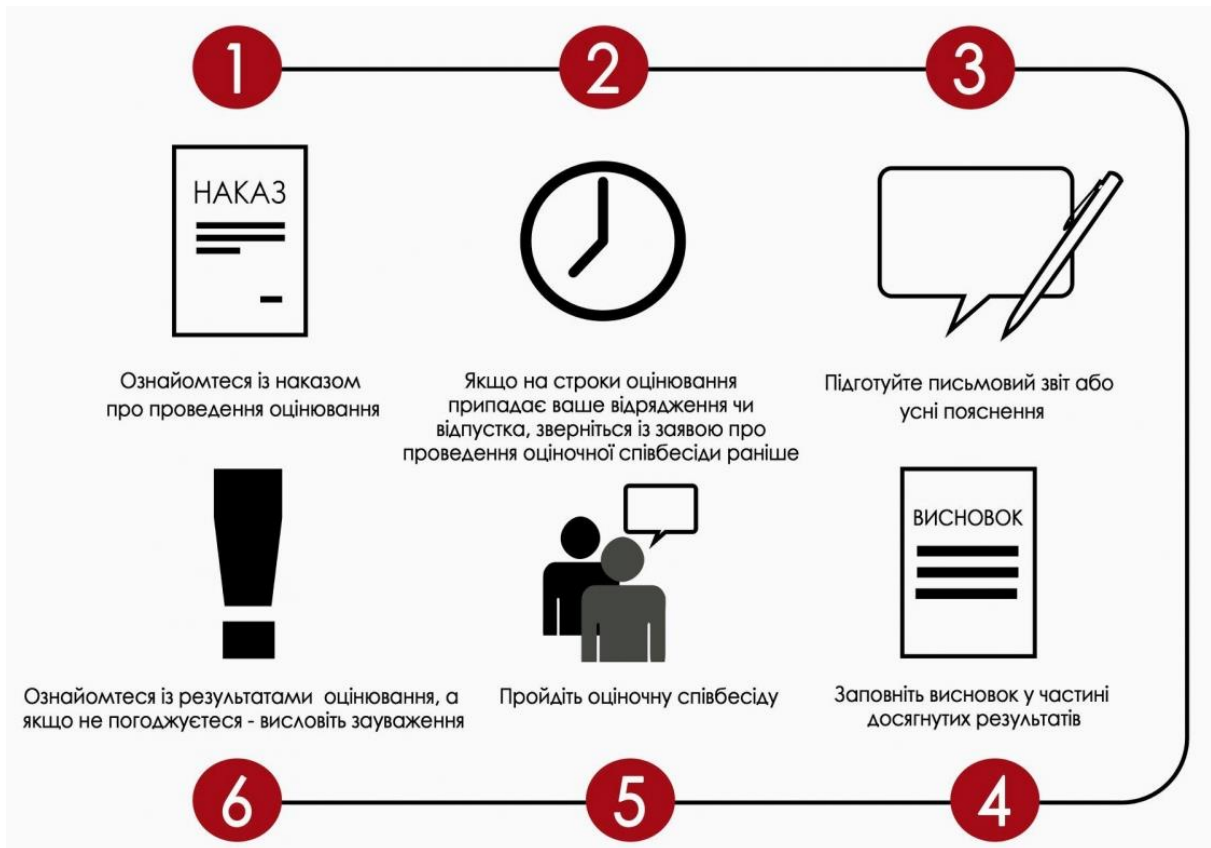 1
2
3
НАКАЗ
Ознайомтеся із наказом
про проведення оцінювання
Якщо на строки оцінювання
припадає ваше відрядження чи
відпустка, зверніться із заявою про
проведення оціночної співбесіди раніше
Підготуйте письмовий звіт або
усні пояснення
ВИСНОВОК
Заповніть висновок у частині
досягнутих результатів
4
Пройдіть оціночну співбесіду
5
Ознайомтеся із результатами оцінювання, а
якщо не погоджуєтеся - висловіть зауваження
6